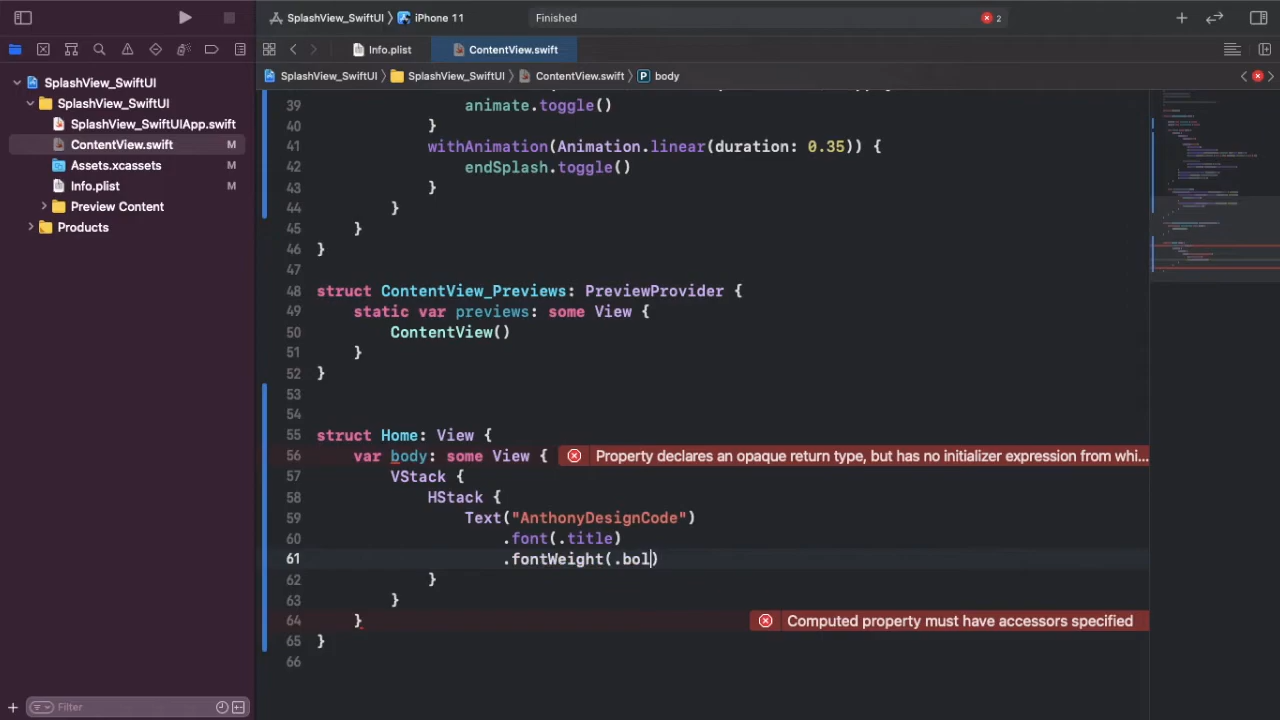 SplashView_SwiftUI
iPhone 11
Finished
2
Info.plist
ContentView.swift
SplashView_SwiftUI
SplashView_SwiftUI
ContentView.swift
P
body
SplashView_SwiftUI
SplashView_SwiftUI
SplashView_SwiftUIApp.swift
M
ContentView.swift
M
Assets.xcassets
M
Info.plist
M
Preview Content
Products
Filter
39 animate.toggle()
40 }
41 withAnimation(Animation.linear(duration: 0.35)) {
42 endSplash.toggle()
43 }
44 }
45 }
46 }
47
48 struct ContentView_Previews: PreviewProvider {
49 static var previews: some View {
50 ContentView()
51 }
52 }
53
54
55 struct Home: View {
56 var body: some View { Property declares an opaque return type, but has no initializer expression from whi...
57 VStack {
58 HStack {
59 Text("AnthonyDesignCode")
60 .font(.title)
61 .fontWeight(.bol)
62 }
63 }
64 } Computed property must have accessors specified
65 }
66